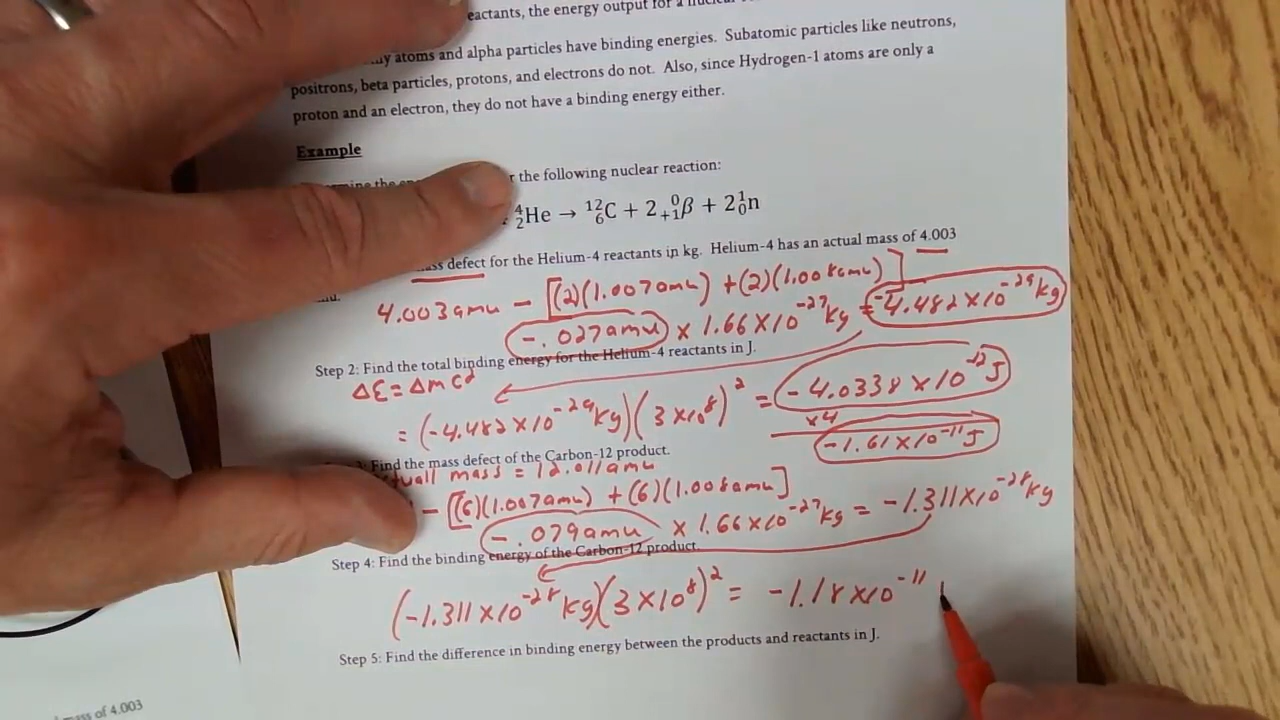 eactants, the energy output for a nuclear
atoms and alpha particles have binding energies. Subatomic particles like neutrons,
positrons, beta particles, protons, and electrons do not. Also, since Hydrogen-1 atoms are only a
proton and an electron, they do not have a binding energy either.
Example
the following nuclear reaction:
⁴₂He → ¹²₆C + 2 ⁰₊₁β + 2¹₀n
defect for the Helium-4 reactants in kg. Helium-4 has an actual mass of 4.003
4.003amu - [(2)(1.0070amu) + (2)(1.008amu)]
-.027amu × 1.66×10⁻²⁷kg = -4.482×10⁻²⁹kg
Step 2: Find the total binding energy for the Helium-4 reactants in J.
ΔE = Δmc²
= (-4.482×10⁻²⁹kg)(3×10⁸)² = -4.0338×10⁻¹²J
×4
-1.61×10⁻¹¹J
Find the mass defect of the Carbon-12 product.
mass = 12.011amu
- [(6)(1.007amu) + (6)(1.008amu]
-.079amu × 1.66×10⁻²⁷kg = -1.311×10⁻²⁸kg
Step 4: Find the binding energy of the Carbon-12 product.
(-1.311×10⁻²⁸kg)(3×10⁸)² = -1.18×10⁻¹¹
Step 5: Find the difference in binding energy between the products and reactants in J.
mass of 4.003